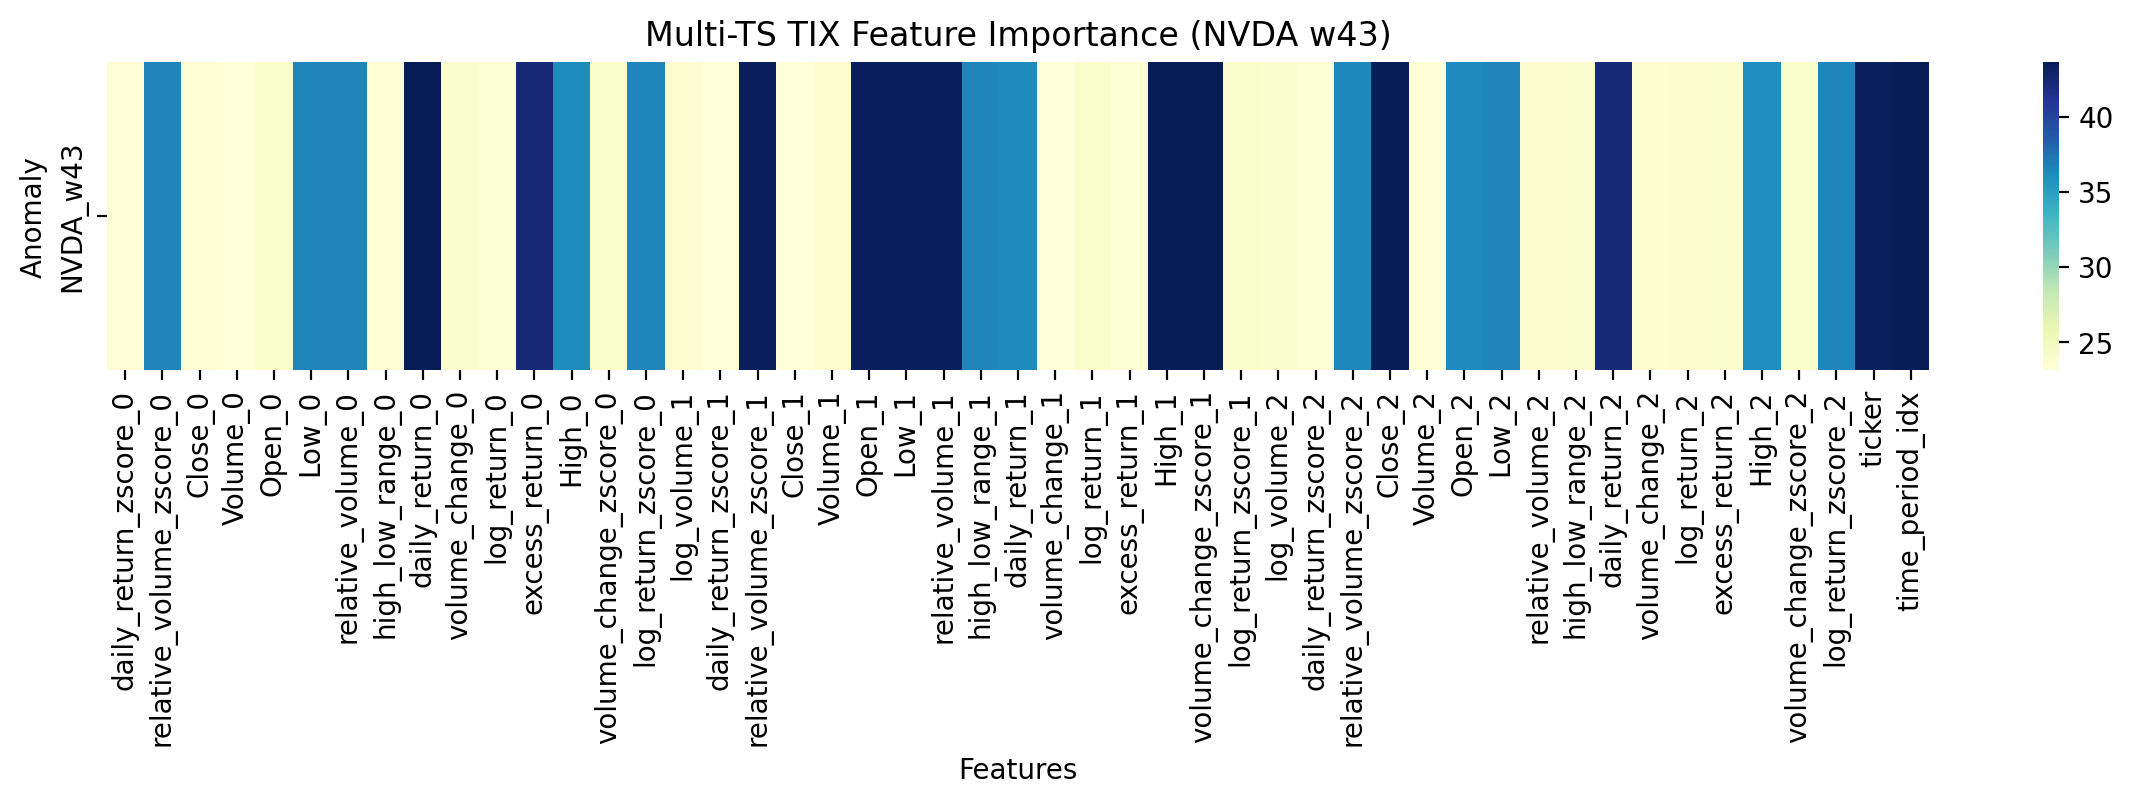 Multi-TS TIX Feature Importance (NVDA w43)
Anomaly
NVDA_w43
40
35
30
25
daily_return_zscore_0
relative_volume_zscore_0
Close_0
Volume_0
Open_0
Low_0
relative_volume_0
high_low_range_0
daily_return_0
volume_change_0
log_return_0
excess_return_0
High_0
volume_change_zscore_0
log_return_zscore_0
log_volume_1
daily_return_zscore_1
relative_volume_zscore_1
Close_1
Volume_1
Open_1
Low_1
relative_volume_1
high_low_range_1
daily_return_1
volume_change_1
log_return_1
excess_return_1
High_1
volume_change_zscore_1
log_return_zscore_1
log_volume_2
daily_return_zscore_2
relative_volume_zscore_2
Close_2
Volume_2
Open_2
Low_2
relative_volume_2
high_low_range_2
daily_return_2
volume_change_2
log_return_2
excess_return_2
High_2
volume_change_zscore_2
log_return_zscore_2
ticker
time_period_idx
Features